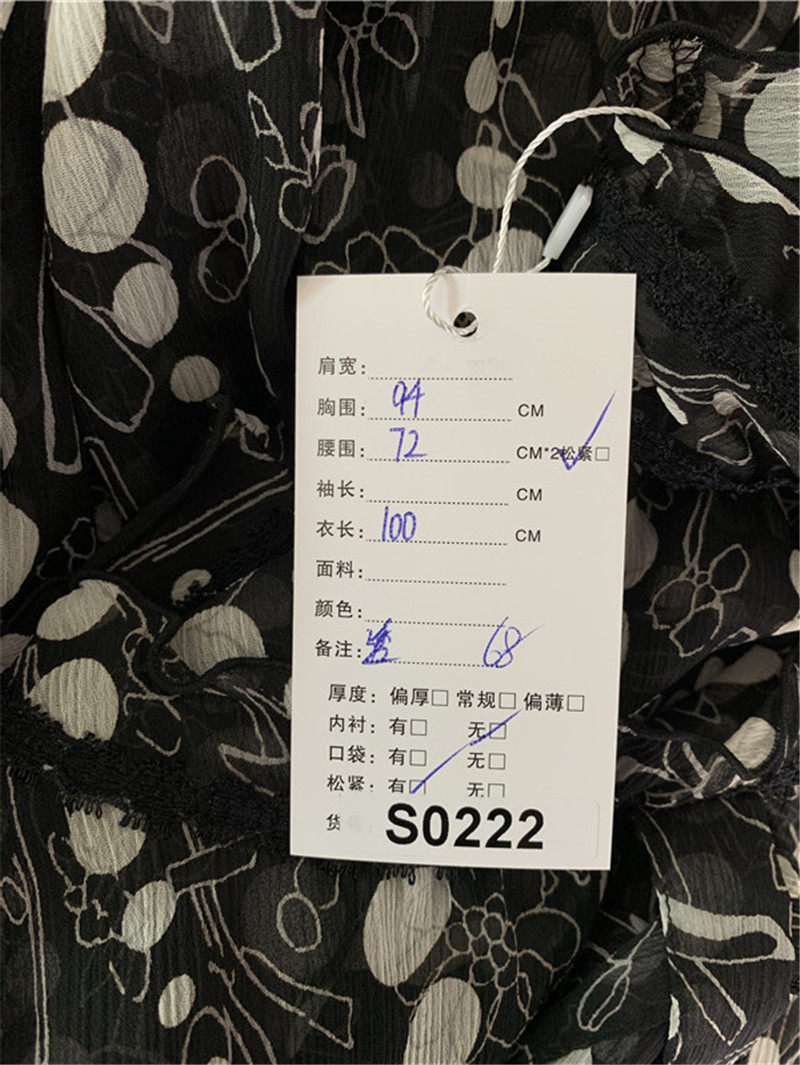 肩宽：
胸围： 94 CM
腰围： 72 CM*2松紧□
袖长： CM
衣长： 100 CM
面料：
颜色：
备注： 68
厚度： 偏厚□ 常规□ 偏薄□
内衬： 有□ 无□
口袋： 有□ 无□
松紧： 有□ 无□
S0222